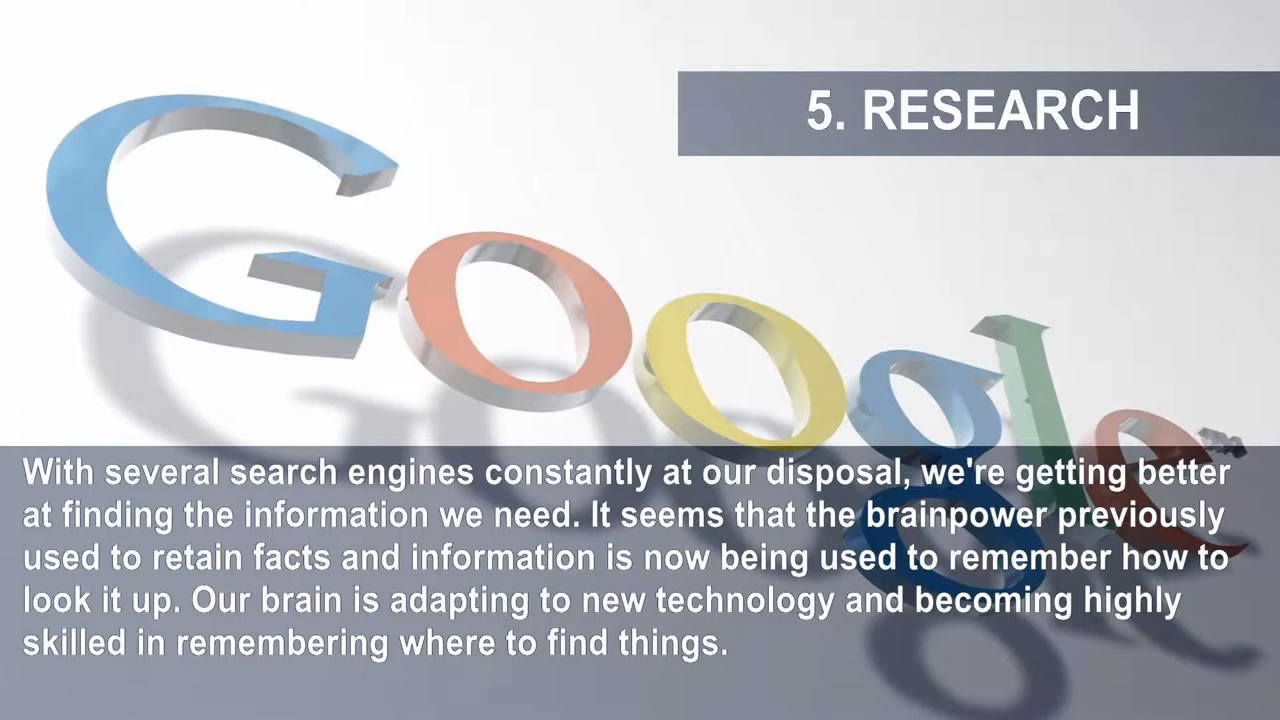 5. RESEARCH
Google
With several search engines constantly at our disposal, we're getting better
at finding the information we need. It seems that the brainpower previously
used to retain facts and information is now being used to remember how to
look it up. Our brain is adapting to new technology and becoming highly
skilled in remembering where to find things.